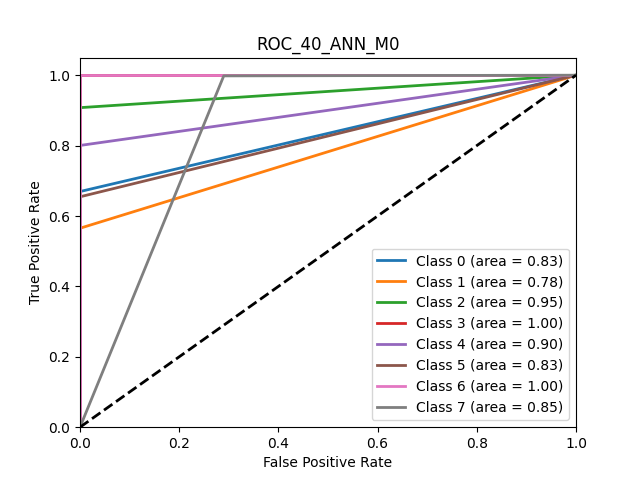 ROC_40_ANN_M0
1.0
0.8
0.6
0.4
0.2
0.0
True Positive Rate
Class 0 (area = 0.83)
Class 1 (area = 0.78)
Class 2 (area = 0.95)
Class 3 (area = 1.00)
Class 4 (area = 0.90)
Class 5 (area = 0.83)
Class 6 (area = 1.00)
Class 7 (area = 0.85)
0.0 0.2 0.4 0.6 0.8 1.0
False Positive Rate